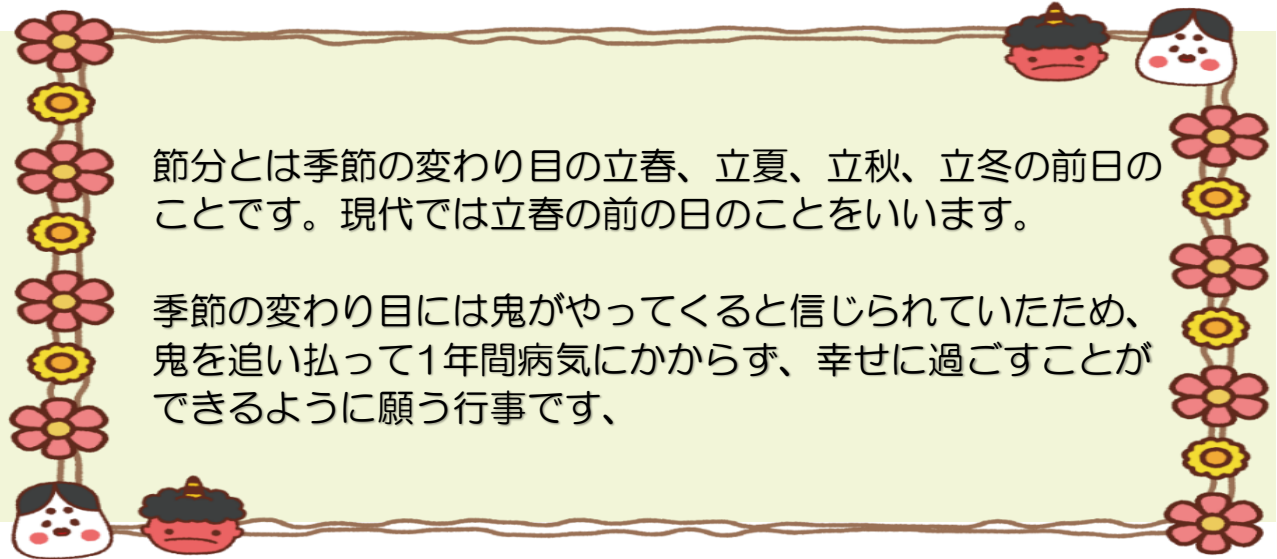 節分とは季節の変わり目の立春、立夏、立秋、立冬の前日の
ことです。現代では立春の前の日のことをいいます。
季節の変わり目には鬼がやってくると信じられていたため、
鬼を追い払って1年間病気にかからず、幸せに過ごすことが
できるように願う行事です、